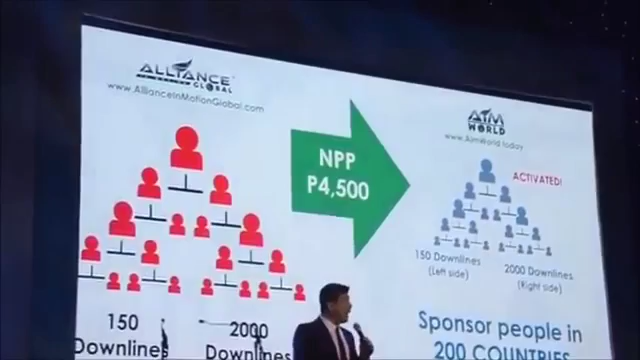 ALLIANCE
GLOBAL
www.AllianceInMotionGlobal.com
NPP
P4,500
AIM
WORLD
www.AimWorld.today
ACTIVATED!
150 Downlines
(Left side)
2000 Downlines
(Right side)
150
Downlines
2000
Downlines
Sponsor people in
200 COUNTRIES